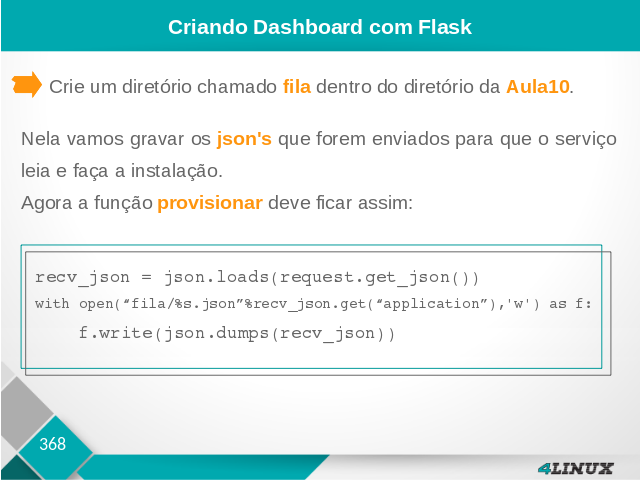 Criando Dashboard com Flask
Crie um diretório chamado fila dentro do diretório da Aula10.
Nela vamos gravar os json's que forem enviados para que o serviço
leia e faça a instalação.
Agora a função provisionar deve ficar assim:
recv_json = json.loads(request.get_json())
with open(“fila/%s.json”%recv_json.get(“application”),'w') as f:
f.write(json.dumps(recv_json))
368
4LINUX